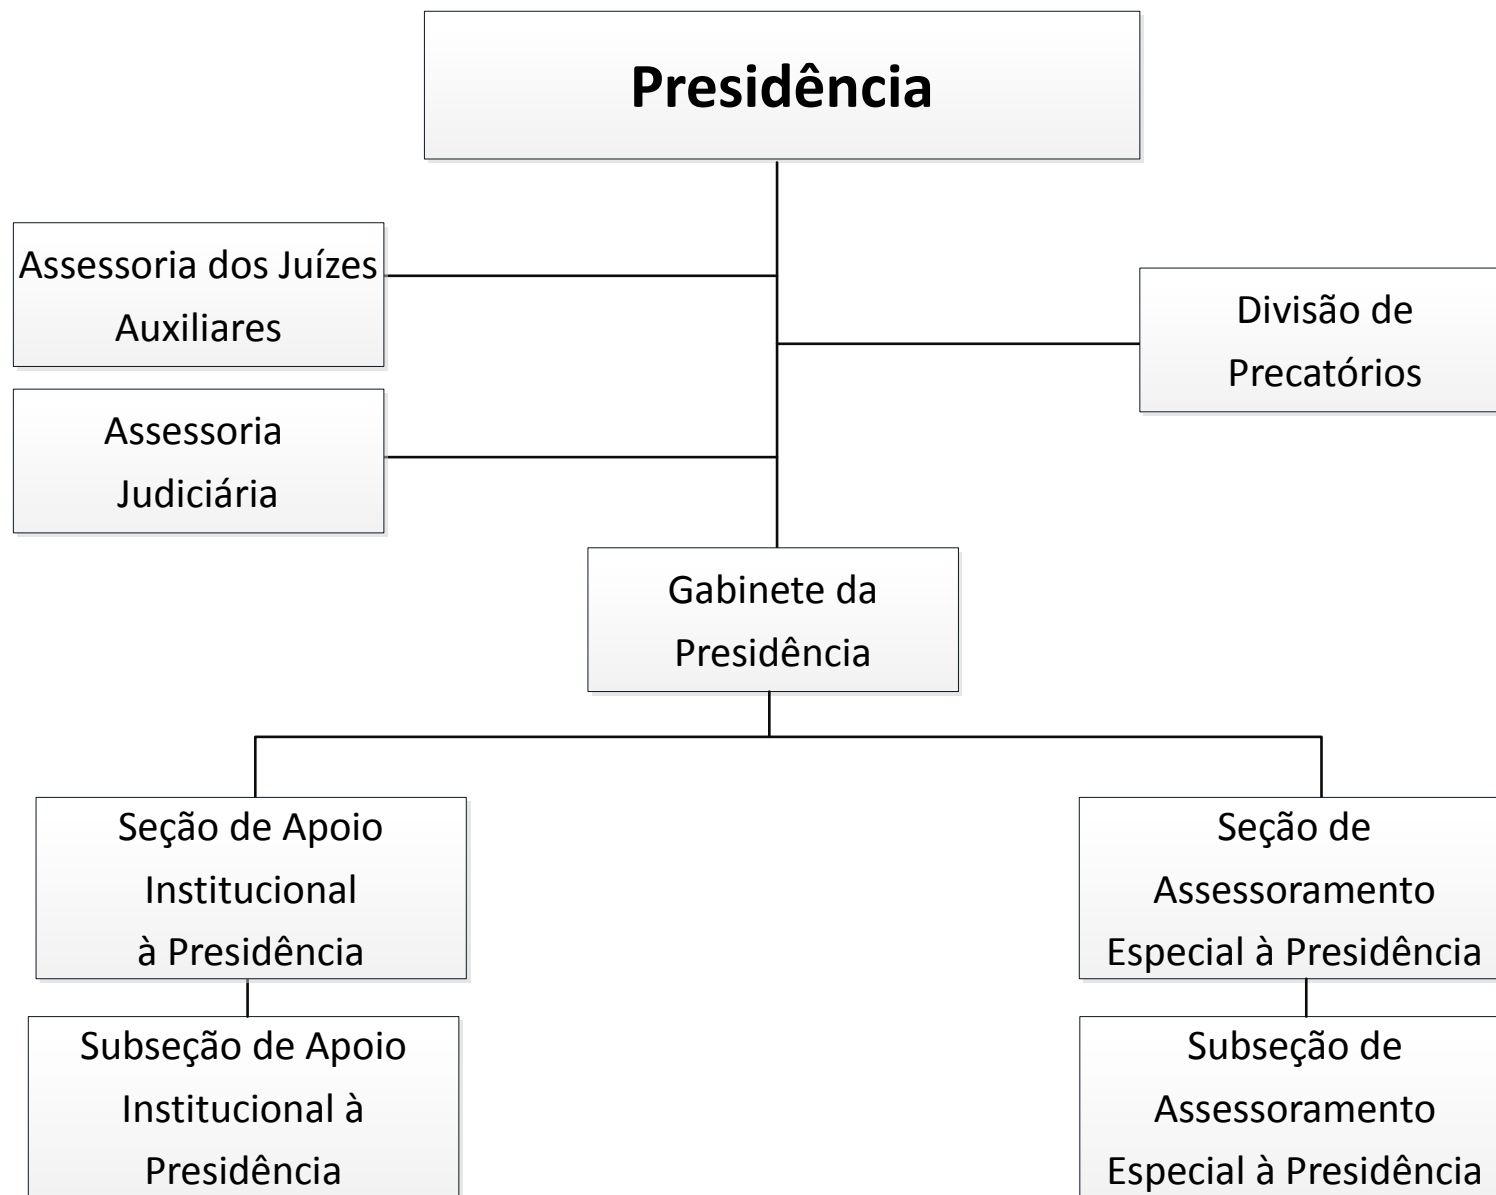 Presidência
Assessoria dos Juízes
Auxiliares
Divisão de
Precatórios
Assessoria
Judiciária
Gabinete da
Presidência
Seção de Apoio
Institucional
à Presidência
Seção de
Assessoramento
Especial à Presidência
Subseção de Apoio
Institucional à
Presidência
Subseção de
Assessoramento
Especial à Presidência